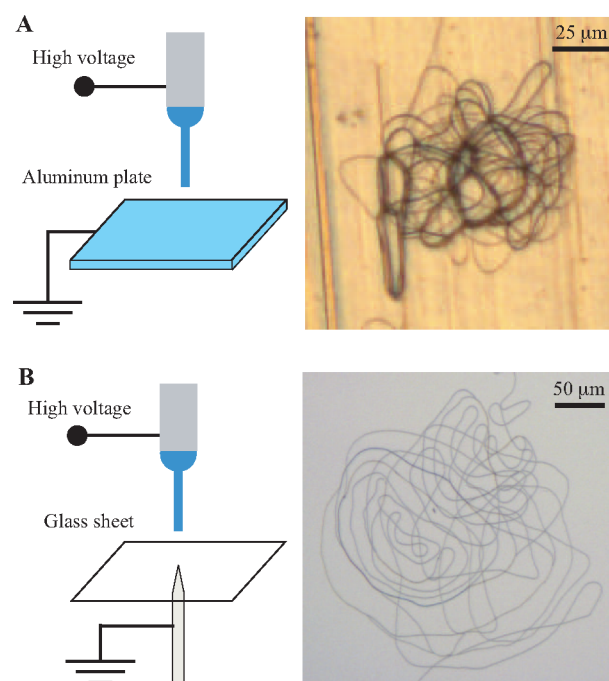 A
High voltage
Aluminum plate
25 μm
B
High voltage
Glass sheet
50 μm